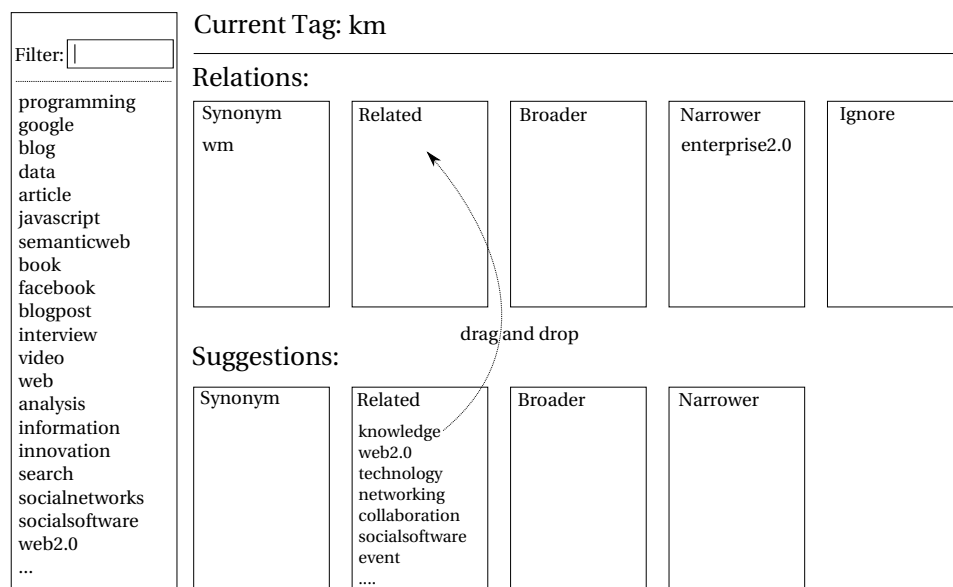 Filter:
programming
google
blog
data
article
javascript
semanticweb
book
facebook
blogpost
interview
video
web
analysis
information
innovation
search
socialnetworks
socialsoftware
web2.0
...
Current Tag: km
Relations:
Synonym
wm
Related
Broader
Narrower
enterprise2.0
Ignore
drag and drop
Suggestions:
Synonym
Related
knowledge
web2.0
technology
networking
collaboration
socialsoftware
event
....
Broader
Narrower